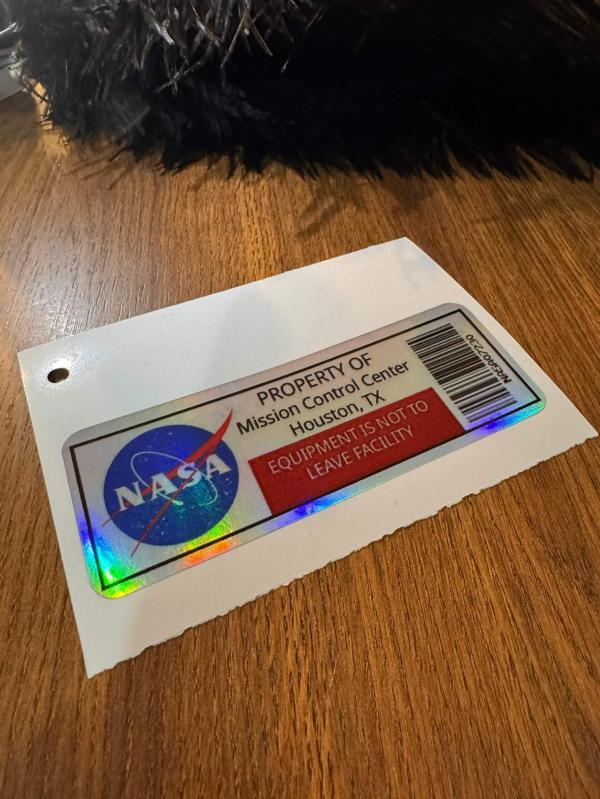 NASA
PROPERTY OF
Mission Control Center
Houston, TX
EQUIPMENT IS NOT TO
LEAVE FACILITY